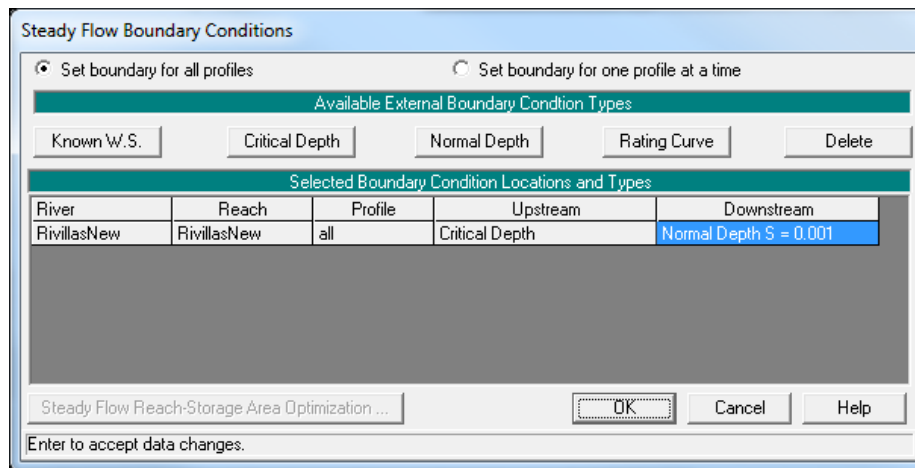 Steady Flow Boundary Conditions
Set boundary for all profiles Set boundary for one profile at a time
Available External Boundary Condtion Types
Known W.S. Critical Depth Normal Depth Rating Curve Delete
Selected Boundary Condition Locations and Types
River Reach Profile Upstream Downstream
RivillasNew RivillasNew all Critical Depth Normal Depth S = 0.001
Steady Flow Reach-Storage Area Optimization ... OK Cancel Help
Enter to accept data changes.